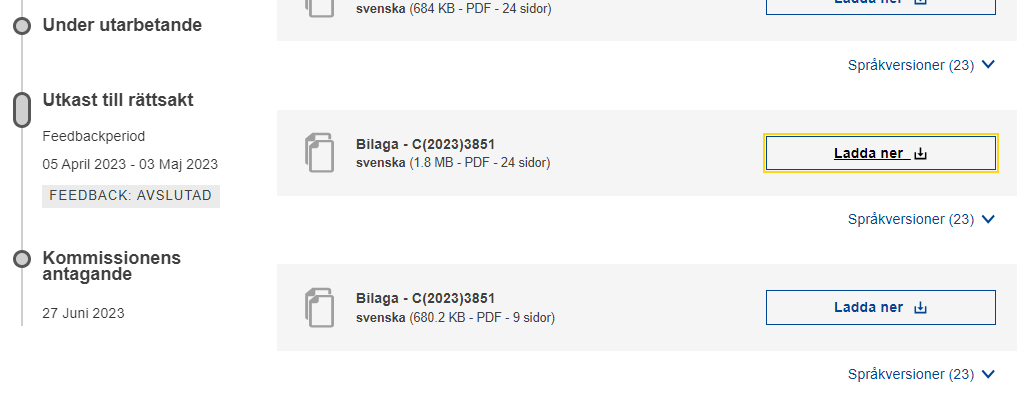 Under utarbetande
Utkast till rättsakt
Feedbackperiod
05 April 2023 - 03 Maj 2023
FEEDBACK: AVSLUTAD
Kommissionens
antagande
27 Juni 2023
svenska (684 KB - PDF - 24 sidor)
Ladda ner
Språkversioner (23)
Bilaga - C(2023)3851
svenska (1.8 MB - PDF - 24 sidor)
Ladda ner
Språkversioner (23)
Bilaga - C(2023)3851
svenska (680.2 KB - PDF - 9 sidor)
Ladda ner
Språkversioner (23)